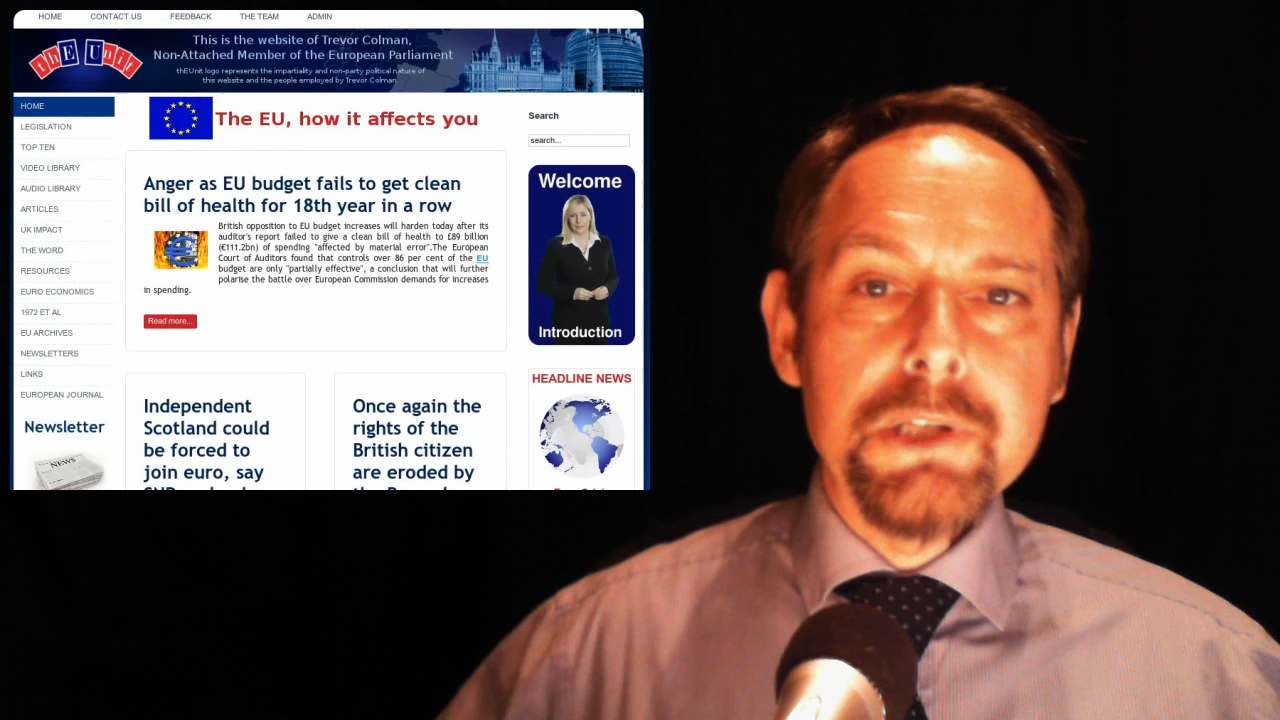 HOME CONTACT US FEEDBACK THE TEAM ADMIN
thEUnit
This is the website of Trevor Colman,
Non-Attached Member of the European Parliament
thEUnit logo represents the impartiality and non-party political nature of
this website and the people employed by Trevor Colman.
HOME
LEGISLATION
TOP TEN
VIDEO LIBRARY
AUDIO LIBRARY
ARTICLES
UK IMPACT
THE WORD
RESOURCES
EURO ECONOMICS
1972 ET AL
EU ARCHIVES
NEWSLETTERS
LINKS
EUROPEAN JOURNAL
Newsletter
NEWS
The EU, how it affects you
Anger as EU budget fails to get clean
bill of health for 18th year in a row
British opposition to EU budget increases will harden today after its
auditor's report failed to give a clean bill of health to £89 billion
(€111.2bn) of spending "affected by material error".The European
Court of Auditors found that controls over 86 per cent of the EU
budget are only "partially effective", a conclusion that will further
polarise the battle over European Commission demands for increases
in spending.
Read more...
Independent
Scotland could
be forced to
join euro, say
Once again the
rights of the
British citizen
are eroded by
Search
search...
Welcome
Introduction
HEADLINE NEWS